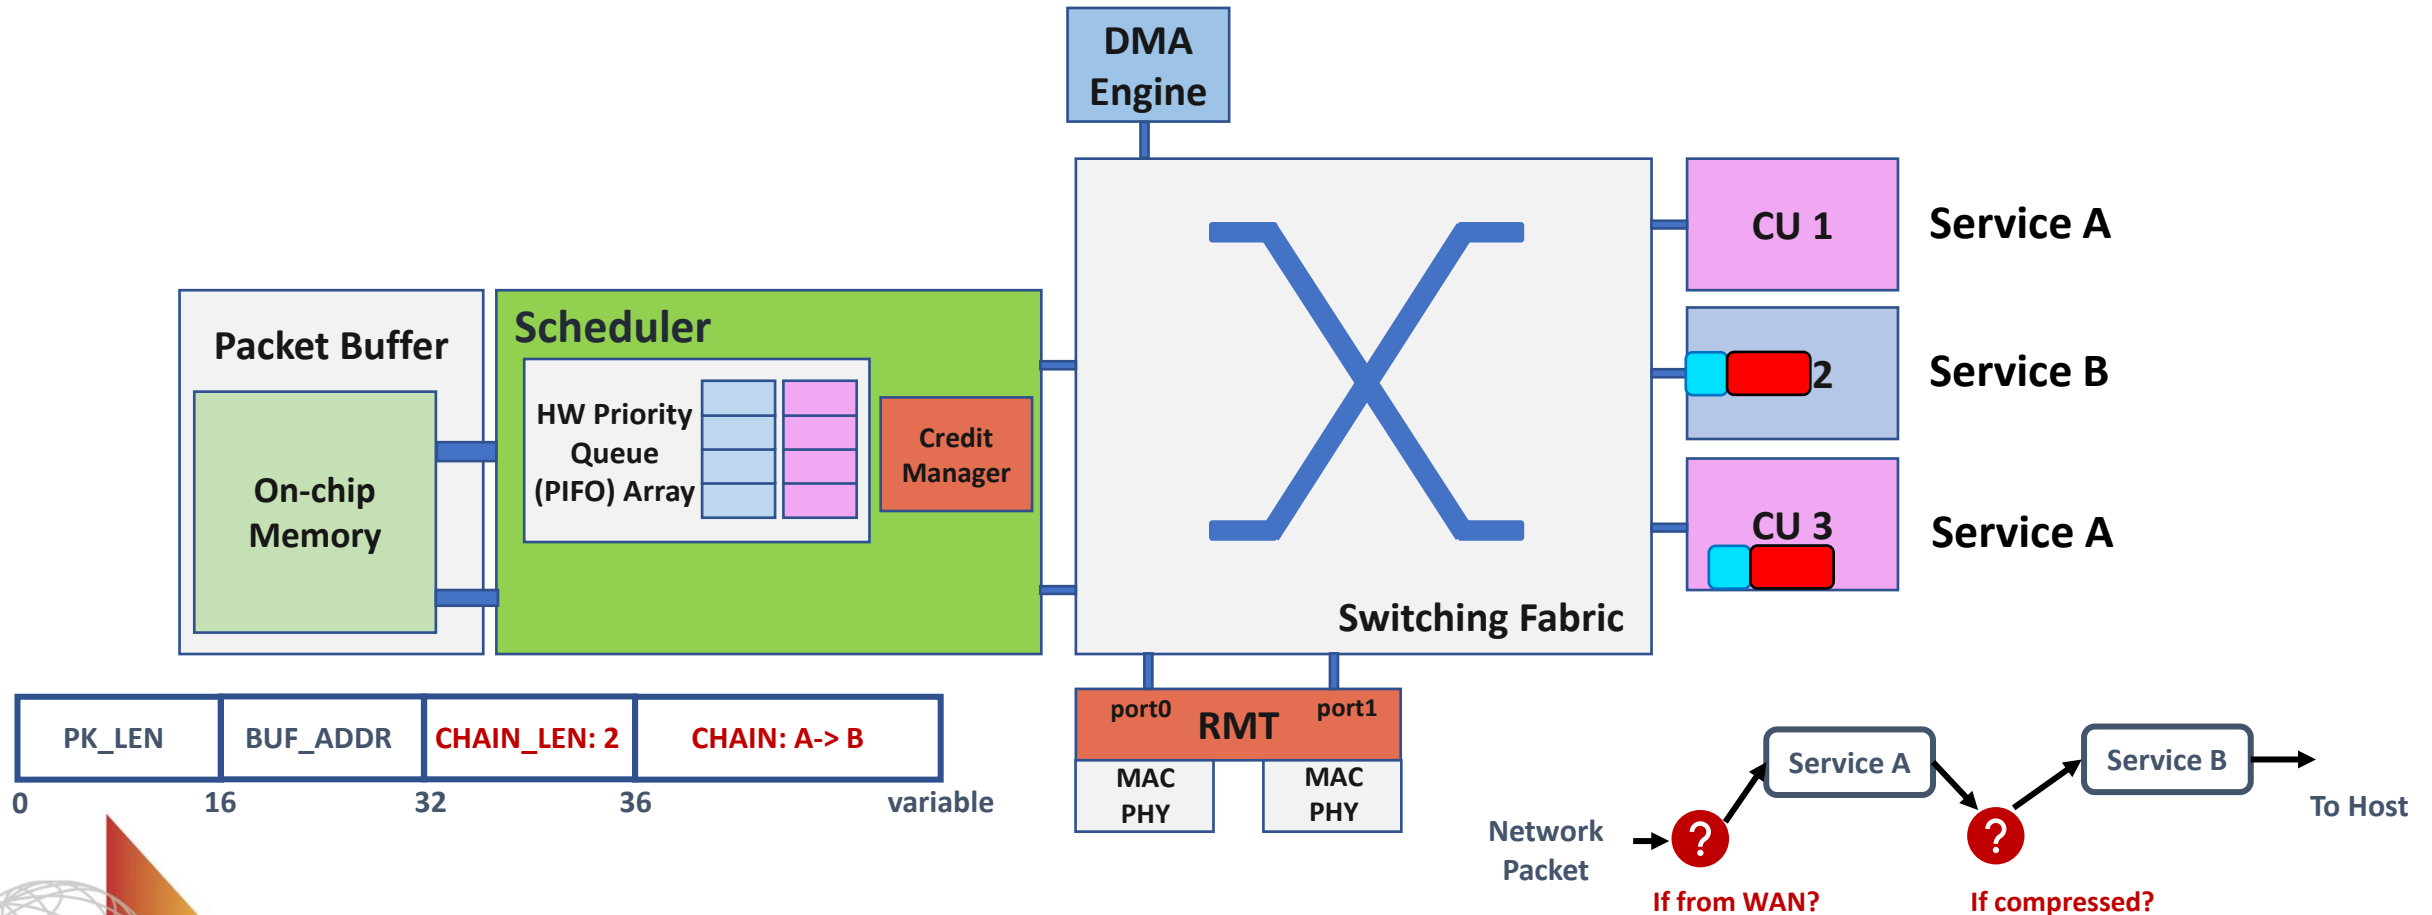 DMA
Engine
CU 1
Service A
2
Service B
CU 3
Service A
Packet Buffer
On-chip
Memory
Scheduler
HW Priority
Queue
(PIFO) Array
Credit
Manager
Switching Fabric
port0
RMT
port1
MAC
PHY
MAC
PHY
PK_LEN
BUF_ADDR
CHAIN_LEN: 2
CHAIN: A-> B
0
16
32
36
variable
Network
Packet
?
If from WAN?
Service A
?
If compressed?
Service B
To Host